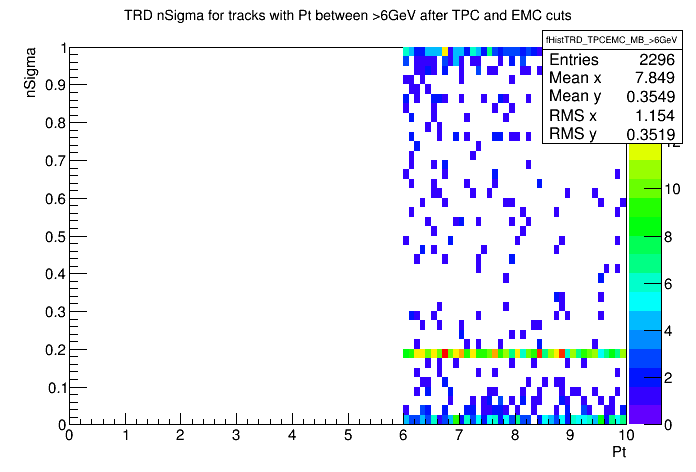 TRD nSigma for tracks with Pt between >6GeV after TPC and EMC cuts
fHistTRD_TPCEMC_MB_>6GeV
Entries 2296
Mean x 7.849
Mean y 0.3549
RMS x 1.154
RMS y 0.3519
nSigma
1
0.9
0.8
0.7
0.6
0.5
0.4
0.3
0.2
0.1
0
0 1 2 3 4 5 6 7 8 9 10
Pt
12
10
8
6
4
2
0